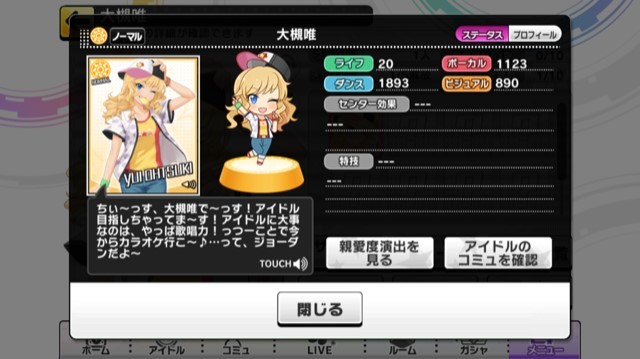 大槻唯
ノーマル
大槻唯
ステータス
プロフィール
ライフ 20
ボーカル 1123
ダンス 1893
ビジュアル 890
センター効果 ---
---
特技 ---
---
YUI OHTSUKI
ちぃ~っす、大槻唯で~っす!アイドル
目指しちゃってま~す!アイドルに大事
なのは、やっぱ歌唱力!っつーことで今
からカラオケ行こ~♪…って、ジョーダ
ンだよ~
TOUCH
親愛度演出を
見る
アイドルの
コミュを確認
閉じる
ホーム
アイドル
コミュ
LIVE
ルーム
ガシャ
メニュー